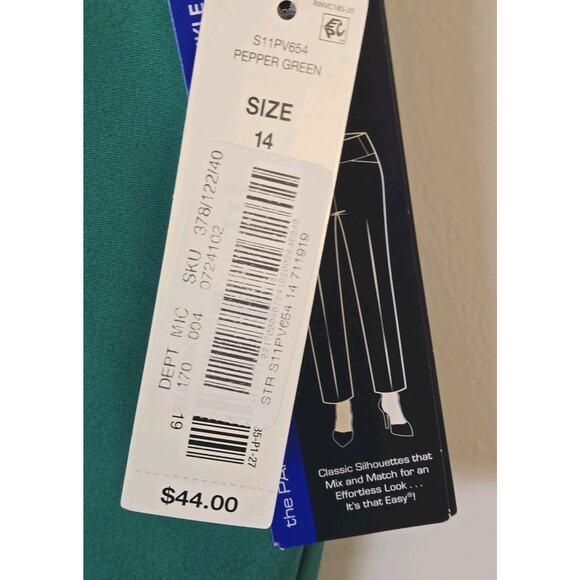 RNVC185-20
S11PV654
PEPPER GREEN
SIZE
14
SKU 378/122/40
0724102
DEPT MIC
170 004
STR S11PV654 14 711919
35-P1-27
$44.00
the PA
Classic Silhouettes that
Mix and Match for an
Effortless Look . . .
It's that Easy®!